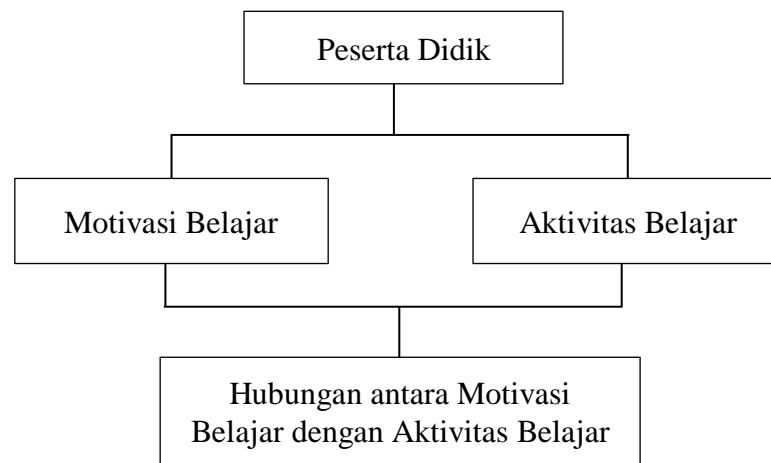 Peserta Didik
Motivasi Belajar
Aktivitas Belajar
Hubungan antara Motivasi
Belajar dengan Aktivitas Belajar